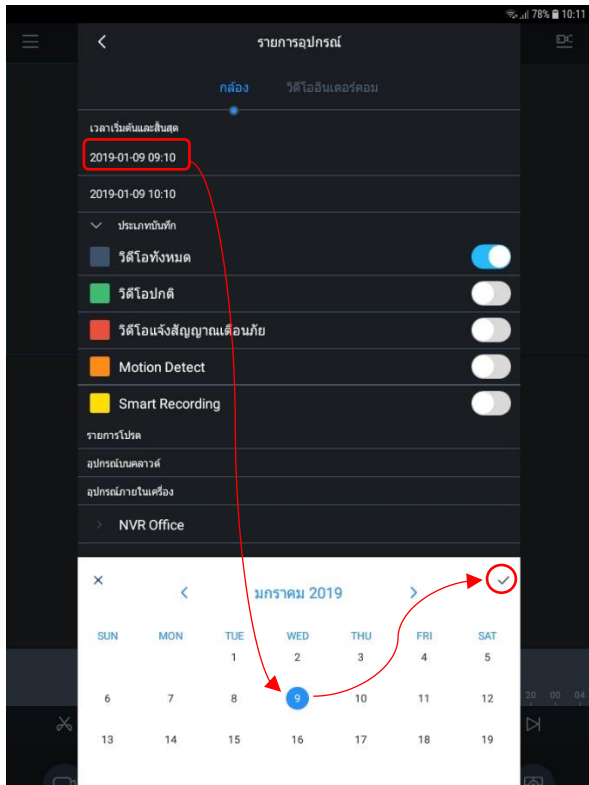 78% 10:11
รายการอุปกรณ์
กล้อง วิดีโออินเตอร์คอม
เวลาเริ่มต้นและสิ้นสุด
2019-01-09 09:10
2019-01-09 10:10
ประเภทบันทึก
วิดีโอทั้งหมด
วิดีโอปกติ
วิดีโอแจ้งสัญญาณเตือนภัย
Motion Detect
Smart Recording
รายการโปรด
อุปกรณ์บนคลาวด์
อุปกรณ์ภายในเครื่อง
NVR Office
มกราคม 2019
SUN MON TUE WED THU FRI SAT
1 2 3 4 5
6 7 8 9 10 11 12
20 00 04
13 14 15 16 17 18 19